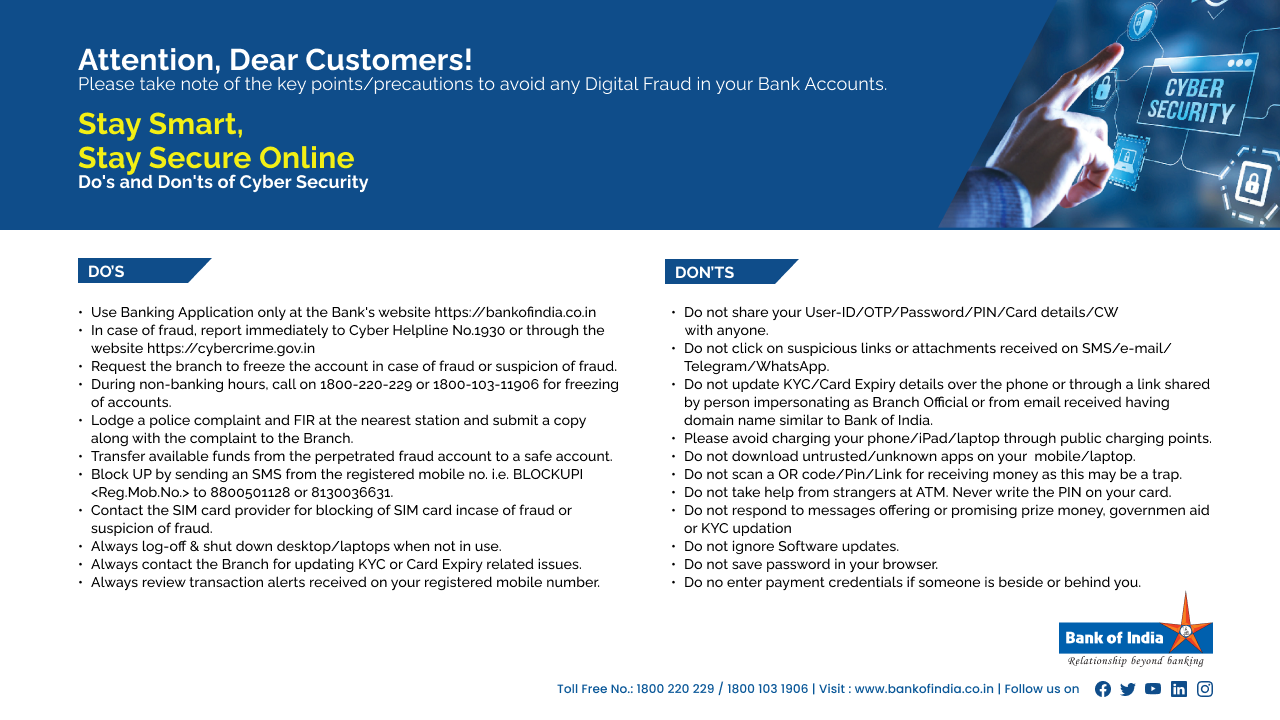 Attention, Dear Customers!
Please take note of the key points/precautions to avoid any Digital Fraud in your Bank Accounts.
Stay Smart,
Stay Secure Online
Do's and Don'ts of Cyber Security
CYBER
SECURITY
DO'S
• Use Banking Application only at the Bank's website https://bankofindia.co.in
• In case of fraud, report immediately to Cyber Helpline No.1930 or through the
website https://cybercrime.gov.in
• Request the branch to freeze the account in case of fraud or suspicion of fraud.
• During non-banking hours, call on 1800-220-229 or 1800-103-11906 for freezing
of accounts.
• Lodge a police complaint and FIR at the nearest station and submit a copy
along with the complaint to the Branch.
• Transfer available funds from the perpetrated fraud account to a safe account.
• Block UP by sending an SMS from the registered mobile no. i.e. BLOCKUPI
<Reg.Mob.No.> to 8800501128 or 8130036631.
• Contact the SIM card provider for blocking of SIM card incase of fraud or
suspicion of fraud.
• Always log-off & shut down desktop/laptops when not in use.
• Always contact the Branch for updating KYC or Card Expiry related issues.
• Always review transaction alerts received on your registered mobile number.
DON'TS
• Do not share your User-ID/OTP/Password/PIN/Card details/CW
with anyone.
• Do not click on suspicious links or attachments received on SMS/e-mail/
Telegram/WhatsApp.
• Do not update KYC/Card Expiry details over the phone or through a link shared
by person impersonating as Branch Official or from email received having
domain name similar to Bank of India.
• Please avoid charging your phone/iPad/laptop through public charging points.
• Do not download untrusted/unknown apps on your mobile/laptop.
• Do not scan a OR code/Pin/Link for receiving money as this may be a trap.
• Do not take help from strangers at ATM. Never write the PIN on your card.
• Do not respond to messages offering or promising prize money, governmen aid
or KYC updation
• Do not ignore Software updates.
• Do not save password in your browser.
• Do no enter payment credentials if someone is beside or behind you.
Bank of India
Relationship beyond banking
Toll Free No.: 1800 220 229 / 1800 103 1906 | Visit : www.bankofindia.co.in | Follow us on